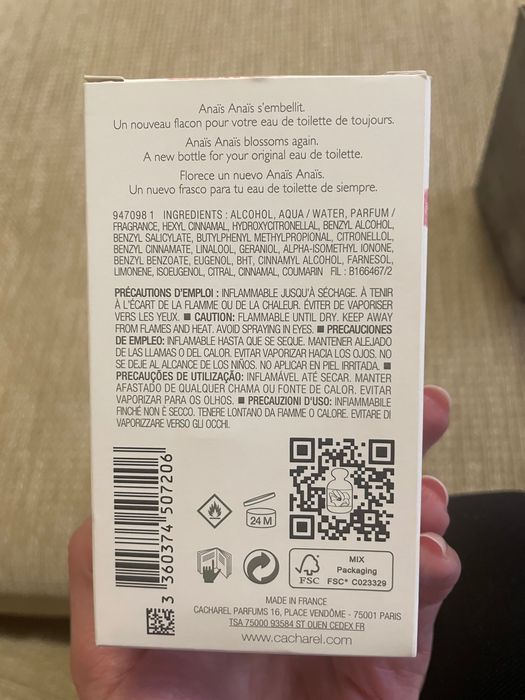 Anaïs Anaïs s'embellit.
Un nouveau flacon pour votre eau de toilette de toujours.
Anaïs Anaïs blossoms again.
A new bottle for your original eau de toilette.
Florece un nuevo Anaïs Anaïs.
Un nuevo frasco para tu eau de toilette de siempre.
947098 1 INGREDIENTS : ALCOHOL, AQUA / WATER, PARFUM /
FRAGRANCE, HEXYL CINNAMAL, HYDROXYCITRONELLAL, BENZYL ALCOHOL,
BENZYL SALICYLATE, BUTYLPHENYL METHYLPROPIONAL, CITRONELLOL,
BENZYL CINNAMATE, LINALOOL, GERANIOL, ALPHA-ISOMETHYL IONONE,
BENZYL BENZOATE, EUGENOL, BHT, CINNAMYL ALCOHOL, FARNESOL,
LIMONENE, ISOEUGENOL, CITRAL, CINNAMAL, COUMARIN FIL : B166467/2
PRÉCAUTIONS D'EMPLOI : INFLAMMABLE JUSQU'À SÉCHAGE. À TENIR
À L'ÉCART DE LA FLAMME OU DE LA CHALEUR. ÉVITER DE VAPORISER
VERS LES YEUX. ■ CAUTION: FLAMMABLE UNTIL DRY. KEEP AWAY
FROM FLAMES AND HEAT. AVOID SPRAYING IN EYES. ■ PRECAUCIONES
DE EMPLEO: INFLAMABLE HASTA QUE SE SEQUE. MANTENER ALEJADO
DE LAS LLAMAS O DEL CALOR. EVITAR VAPORIZAR HACIA LOS OJOS. NO
SE DEJE AL ALCANCE DE LOS NIÑOS. NO APLICAR EN PIEL IRRITADA. ■
PRECAUÇÕES DE UTILIZAÇÃO: INFLAMÁVEL ATÉ SECAR. MANTER
AFASTADO DE QUALQUER CHAMA OU FONTE DE CALOR. EVITAR
VAPORIZAR PARA OS OLHOS. ■ PRECAUZIONI D'USO: INFIAMMABILE
FINCHÉ NON È SECCO. TENERE LONTANO DA FIAMME O CALORE. EVITARE DI
VAPORIZZARE VERSO GLI OCCHI.
3 360374 507206
24 M
FSC
MIX
Packaging
FSC® C023329
MADE IN FRANCE
CACHAREL PARFUMS 16, PLACE VENDÔME - 75001 PARIS
TSA 75000 93584 ST OUEN CEDEX FR
www.cacharel.com